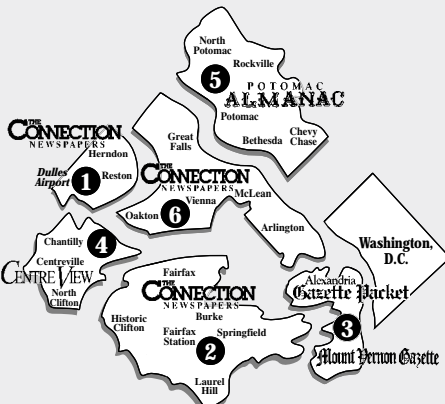 North
Potomac
Rockville
5
POTOMAC
ALMANAC
Potomac
Bethesda
Chevy
Chase
THE
CONNECTION
NEWSPAPERS
Herndon
Dulles
Airport
1
Reston
Great
Falls
THE
CONNECTION
NEWSPAPERS
Vienna
McLean
Oakton
6
Arlington
Chantilly
4
Centreville
CENTRE VIEW
North
Clifton
Washington,
D.C.
Fairfax
THE
CONNECTION
NEWSPAPERS
Burke
Historic
Clifton
Fairfax
Station
Springfield
2
Laurel
Hill
Alexandria
Gazette Packet
3
Mount Vernon Gazette